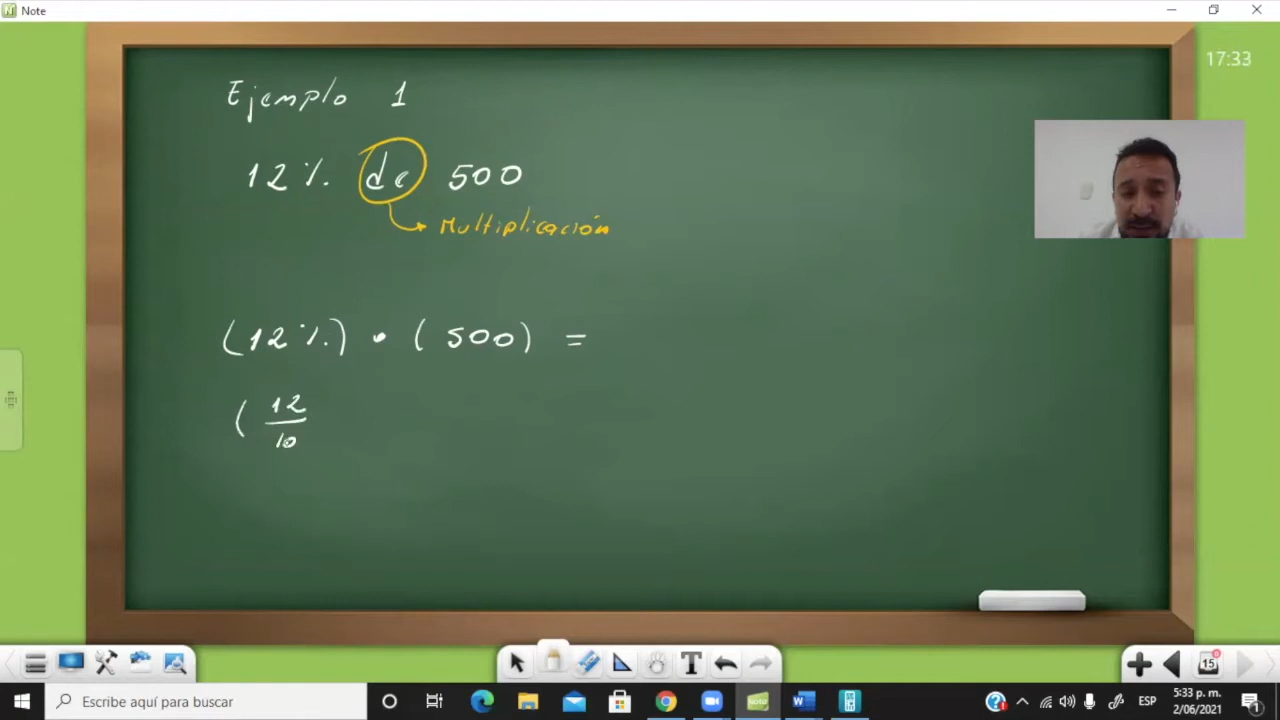 Note
17:33
Ejemplo 1
12%. de 500
Multiplicación
(12%.) • (500) =
( 12
10
15
Escribe aquí para buscar
ESP
5:33 p. m.
2/06/2021